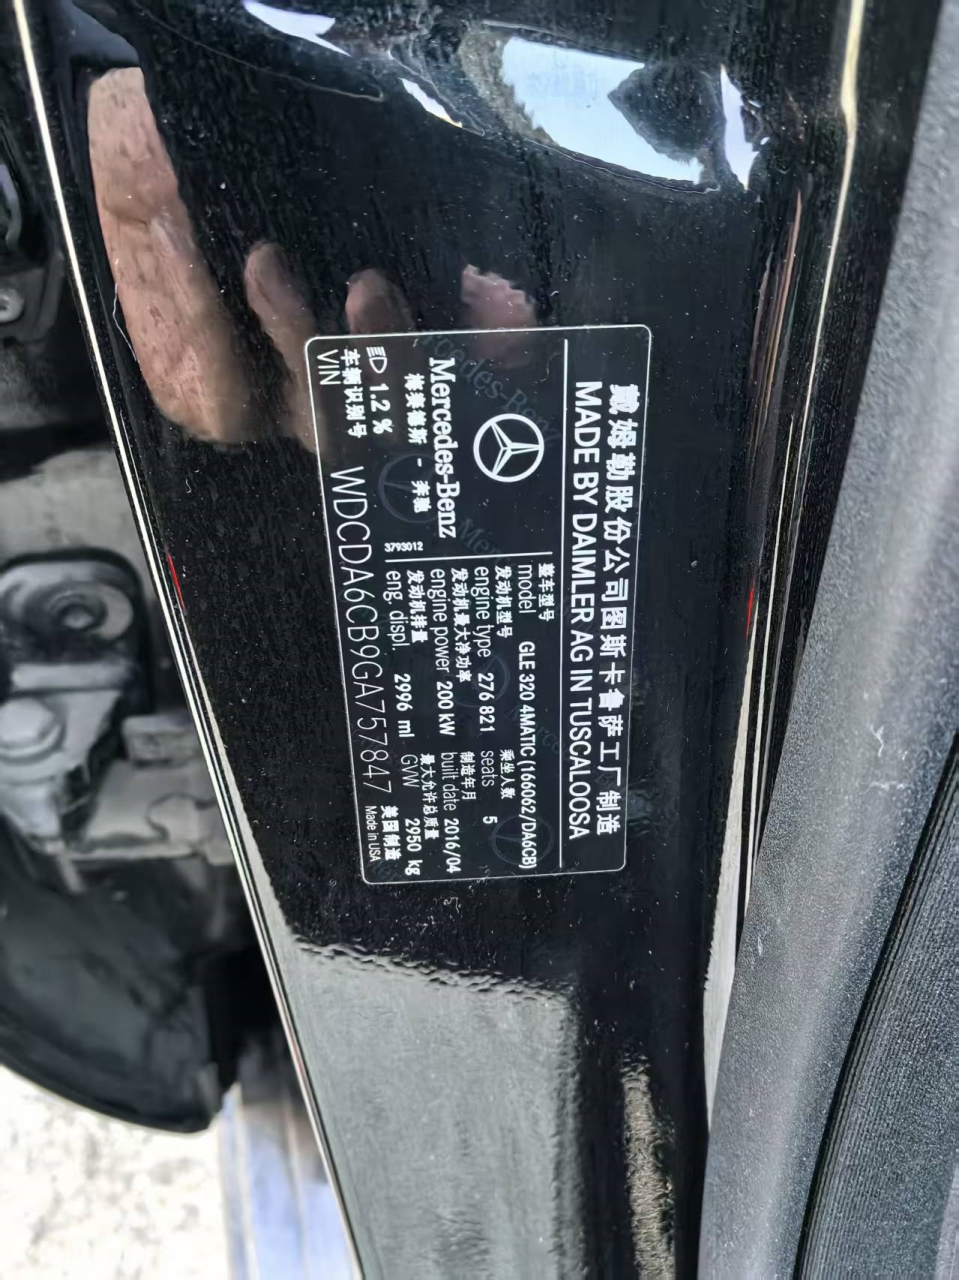 戴姆勒股份公司图斯卡鲁萨工厂制造
MADE BY DAIMLER AG IN TUSCALOOSA
Mercedes-Benz
梅赛德斯 - 奔驰
1.2 %
3793012
整车型号
model GLE 320 4MATIC (166062/DA6CB)
发动机型号 乘坐人数
engine type 276 821 seats 5
发动机最大净功率 制造年月
engine power 200 kW built date 2016/04
发动机排量 最大允许总质量
eng. displ. 2996 ml GVW 2950 kg
车辆识别号 美国制造
VIN WDCDA6CB9GA757847 Made in USA